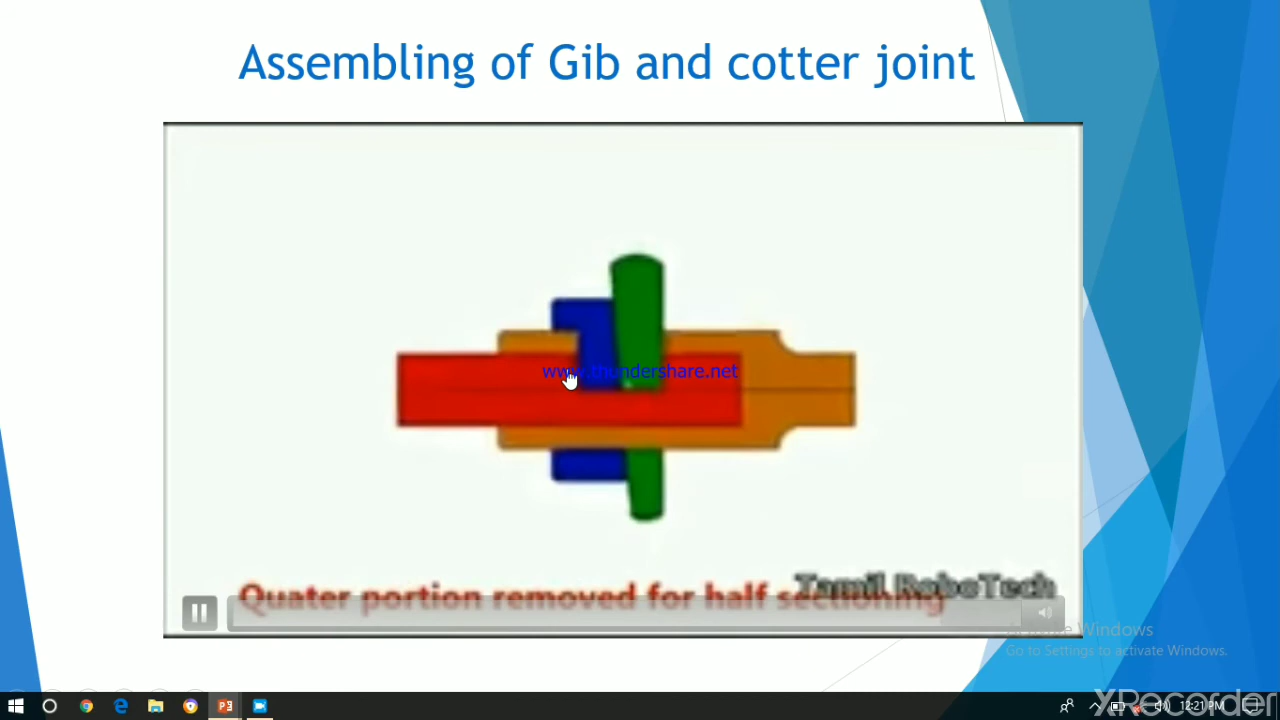 Assembling of Gib and cotter joint
www.thundershare.net
Tamil RoboTech
Quater portion removed for half sectioning
Activate Windows
Go to Settings to activate Windows.
XRecorder
12:21 PM